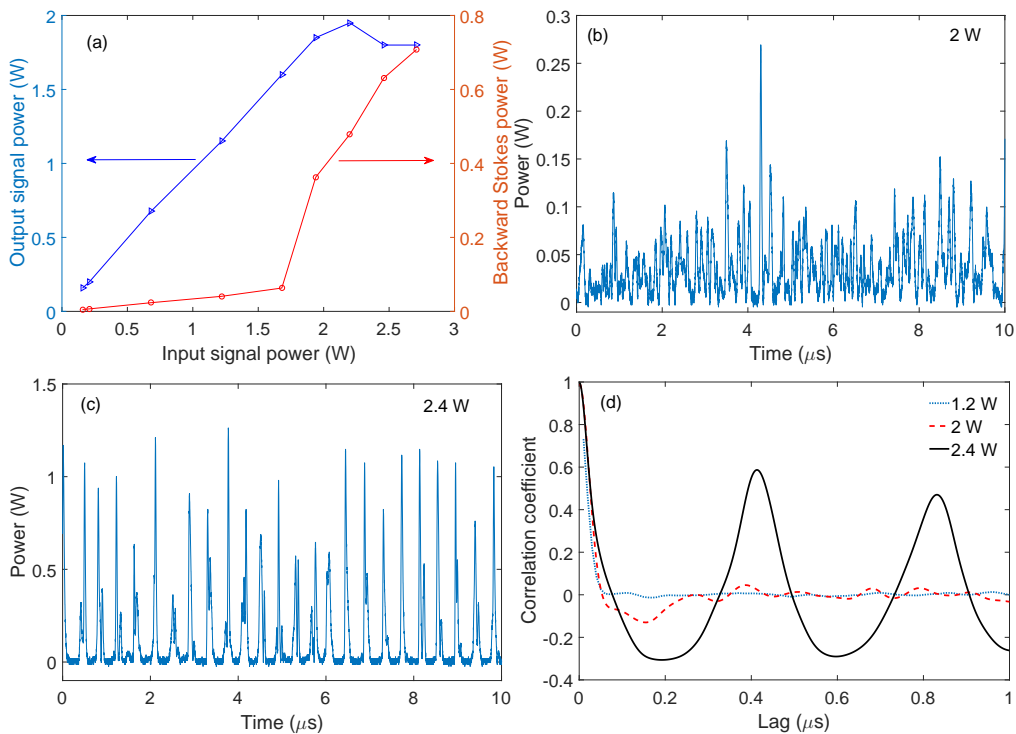 (a)
Output signal power (W)
2
1.5
1
0.5
0
0 0.5 1 1.5 2 2.5 3
Input signal power (W)
0.8
0.6
0.4
0.2
0
Backward Stokes power (W)
(b)
2 W
Power (W)
0.25
0.2
0.15
0.1
0.05
0
0 2 4 6 8 10
Time (μs)
(c)
2.4 W
Power (W)
1.5
1
0.5
0
0 2 4 6 8 10
Time (μs)
(d)
1.2 W
2 W
2.4 W
Correlation coefficient
1
0.8
0.6
0.4
0.2
0
-0.2
-0.4
0 0.2 0.4 0.6 0.8 1
Lag (μs)